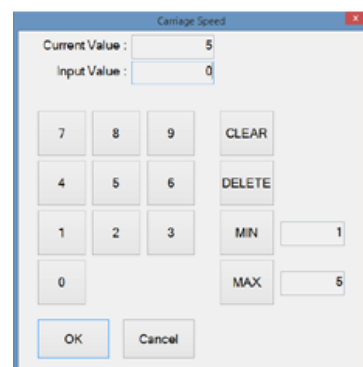 Carriage Speed x
Current Value : 5
Input Value : 0
7 8 9 CLEAR
4 5 6 DELETE
1 2 3 MIN 1
0 MAX 5
OK Cancel